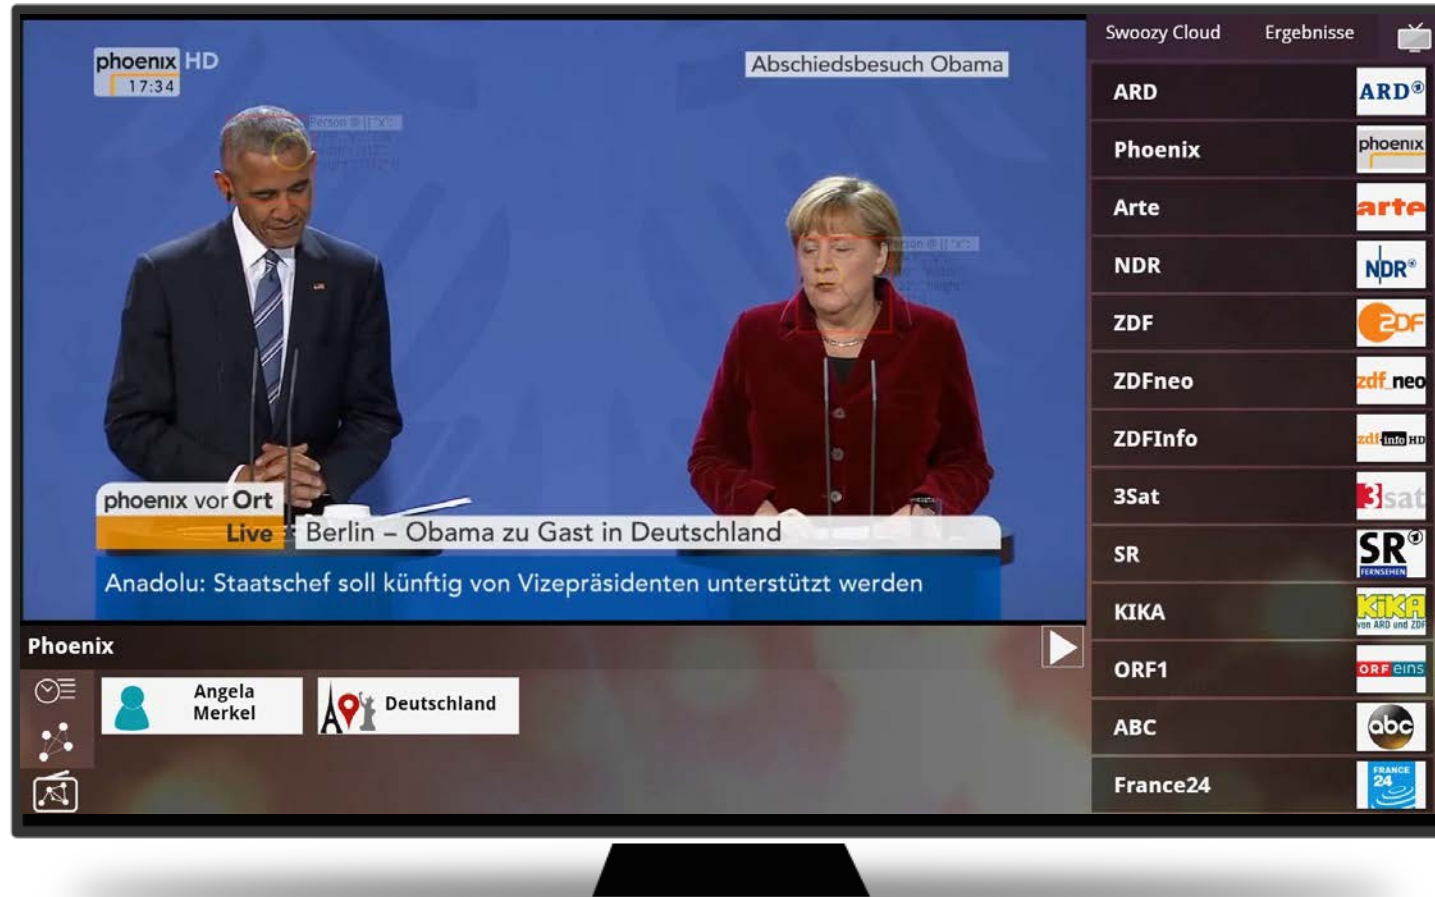 phoenix HD
17:34
Abschiedsbesuch Obama
Person @ [{ "x":
Person @ [{ "x":
phoenix vor Ort
Live
Berlin – Obama zu Gast in Deutschland
Anadolu: Staatschef soll künftig von Vizepräsidenten unterstützt werden
Phoenix
Angela
Merkel
Deutschland
Swoozy Cloud
Ergebnisse
ARD
ARD
Phoenix
phoenix
Arte
arte
NDR
NDR
ZDF
ZDF
ZDFneo
zdf_neo
ZDFInfo
zdf.info HD
3Sat
3sat
SR
SR
FERNSEHEN
KIKA
KiKA
von ARD und ZDF
ORF1
ORF eins
ABC
abc
France24
FRANCE
24